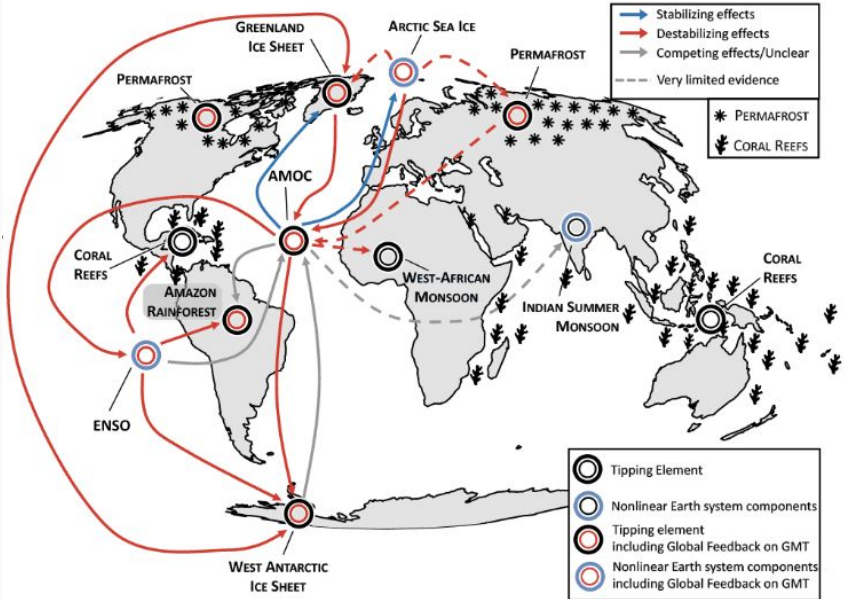 GREENLAND
ICE SHEET
ARCTIC SEA ICE
Stabilizing effects
Destabilizing effects
Competing effects/Unclear
Very limited evidence
PERMAFROST
PERMAFROST
PERMAFROST
CORAL REEFS
AMOC
CORAL
REEFS
AMAZON
RAINFOREST
WEST-AFRICAN
MONSOON
INDIAN SUMMER
MONSOON
CORAL
REEFS
ENSO
WEST ANTARCTIC
ICE SHEET
Tipping Element
Nonlinear Earth system components
Tipping element
including Global Feedback on GMT
Nonlinear Earth system components
including Global Feedback on GMT